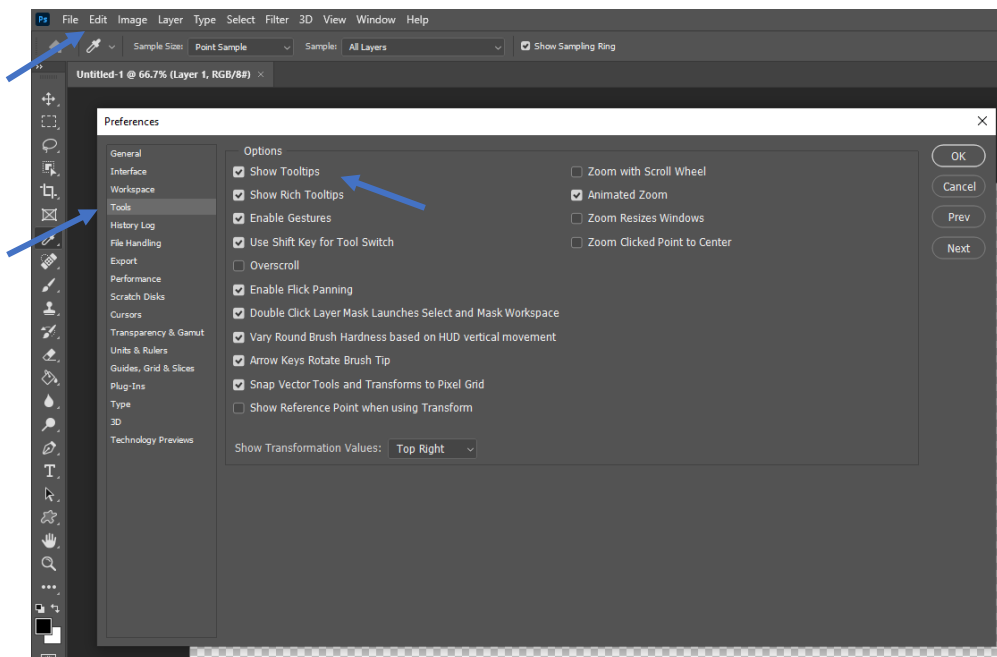 Ps File Edit Image Layer Type Select Filter 3D View Window Help
Sample Size: Point Sample Sample: All Layers Show Sampling Ring
Untitled-1 @ 66.7% (Layer 1, RGB/8#) ×
Preferences
General
Interface
Workspace
Tools
History Log
File Handling
Export
Performance
Scratch Disks
Cursors
Transparency & Gamut
Units & Rulers
Guides, Grid & Slices
Plug-Ins
Type
3D
Technology Previews
Options
Show Tooltips
Show Rich Tooltips
Enable Gestures
Use Shift Key for Tool Switch
Overscroll
Enable Flick Panning
Double Click Layer Mask Launches Select and Mask Workspace
Vary Round Brush Hardness based on HUD vertical movement
Arrow Keys Rotate Brush Tip
Snap Vector Tools and Transforms to Pixel Grid
Show Reference Point when using Transform
Show Transformation Values: Top Right
Zoom with Scroll Wheel
Animated Zoom
Zoom Resizes Windows
Zoom Clicked Point to Center
OK
Cancel
Prev
Next